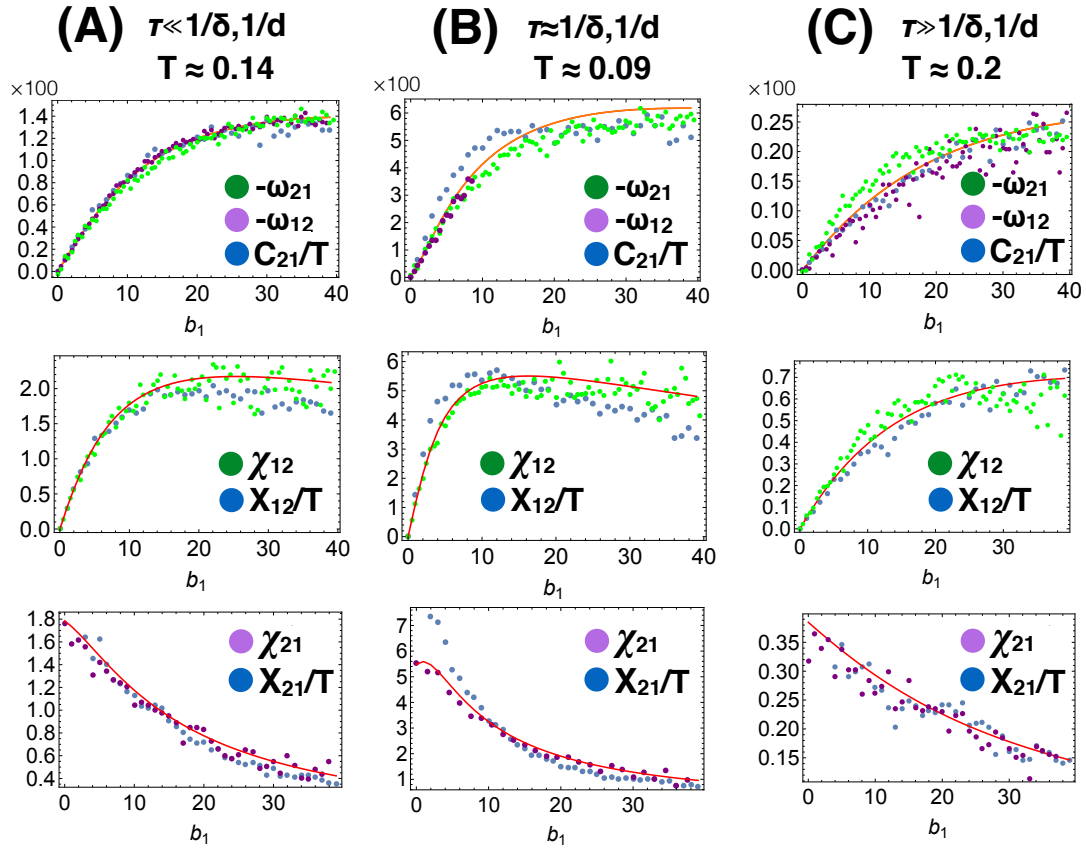 (A) τ≪1/δ,1/d
T ≈ 0.14
(B) τ≈1/δ,1/d
T ≈ 0.09
(C) τ≫1/δ,1/d
T ≈ 0.2
×100
1.4
1.2
1.0
0.8
0.6
0.4
0.2
0.0
0 10 20 30 40
b₁
-ω₂₁
-ω₁₂
C₂₁/T
×100
6
5
4
3
2
1
0
0 10 20 30 40
b₁
-ω₂₁
-ω₁₂
C₂₁/T
×100
0.25
0.20
0.15
0.10
0.05
0.00
0 10 20 30 40
b₁
-ω₂₁
-ω₁₂
C₂₁/T
2.0
1.5
1.0
0.5
0.0
0 10 20 30 40
b₁
χ₁₂
X₁₂/T
6
5
4
3
2
1
0
0 10 20 30 40
b₁
χ₁₂
X₁₂/T
0.7
0.6
0.5
0.4
0.3
0.2
0.1
0.0
0 10 20 30
b₁
χ₁₂
X₁₂/T
1.8
1.6
1.4
1.2
1.0
0.8
0.6
0.4
0 10 20 30
b₁
χ₂₁
X₂₁/T
7
6
5
4
3
2
1
0 10 20 30
b₁
χ₂₁
X₂₁/T
0.35
0.30
0.25
0.20
0.15
0 10 20 30
b₁
χ₂₁
X₂₁/T